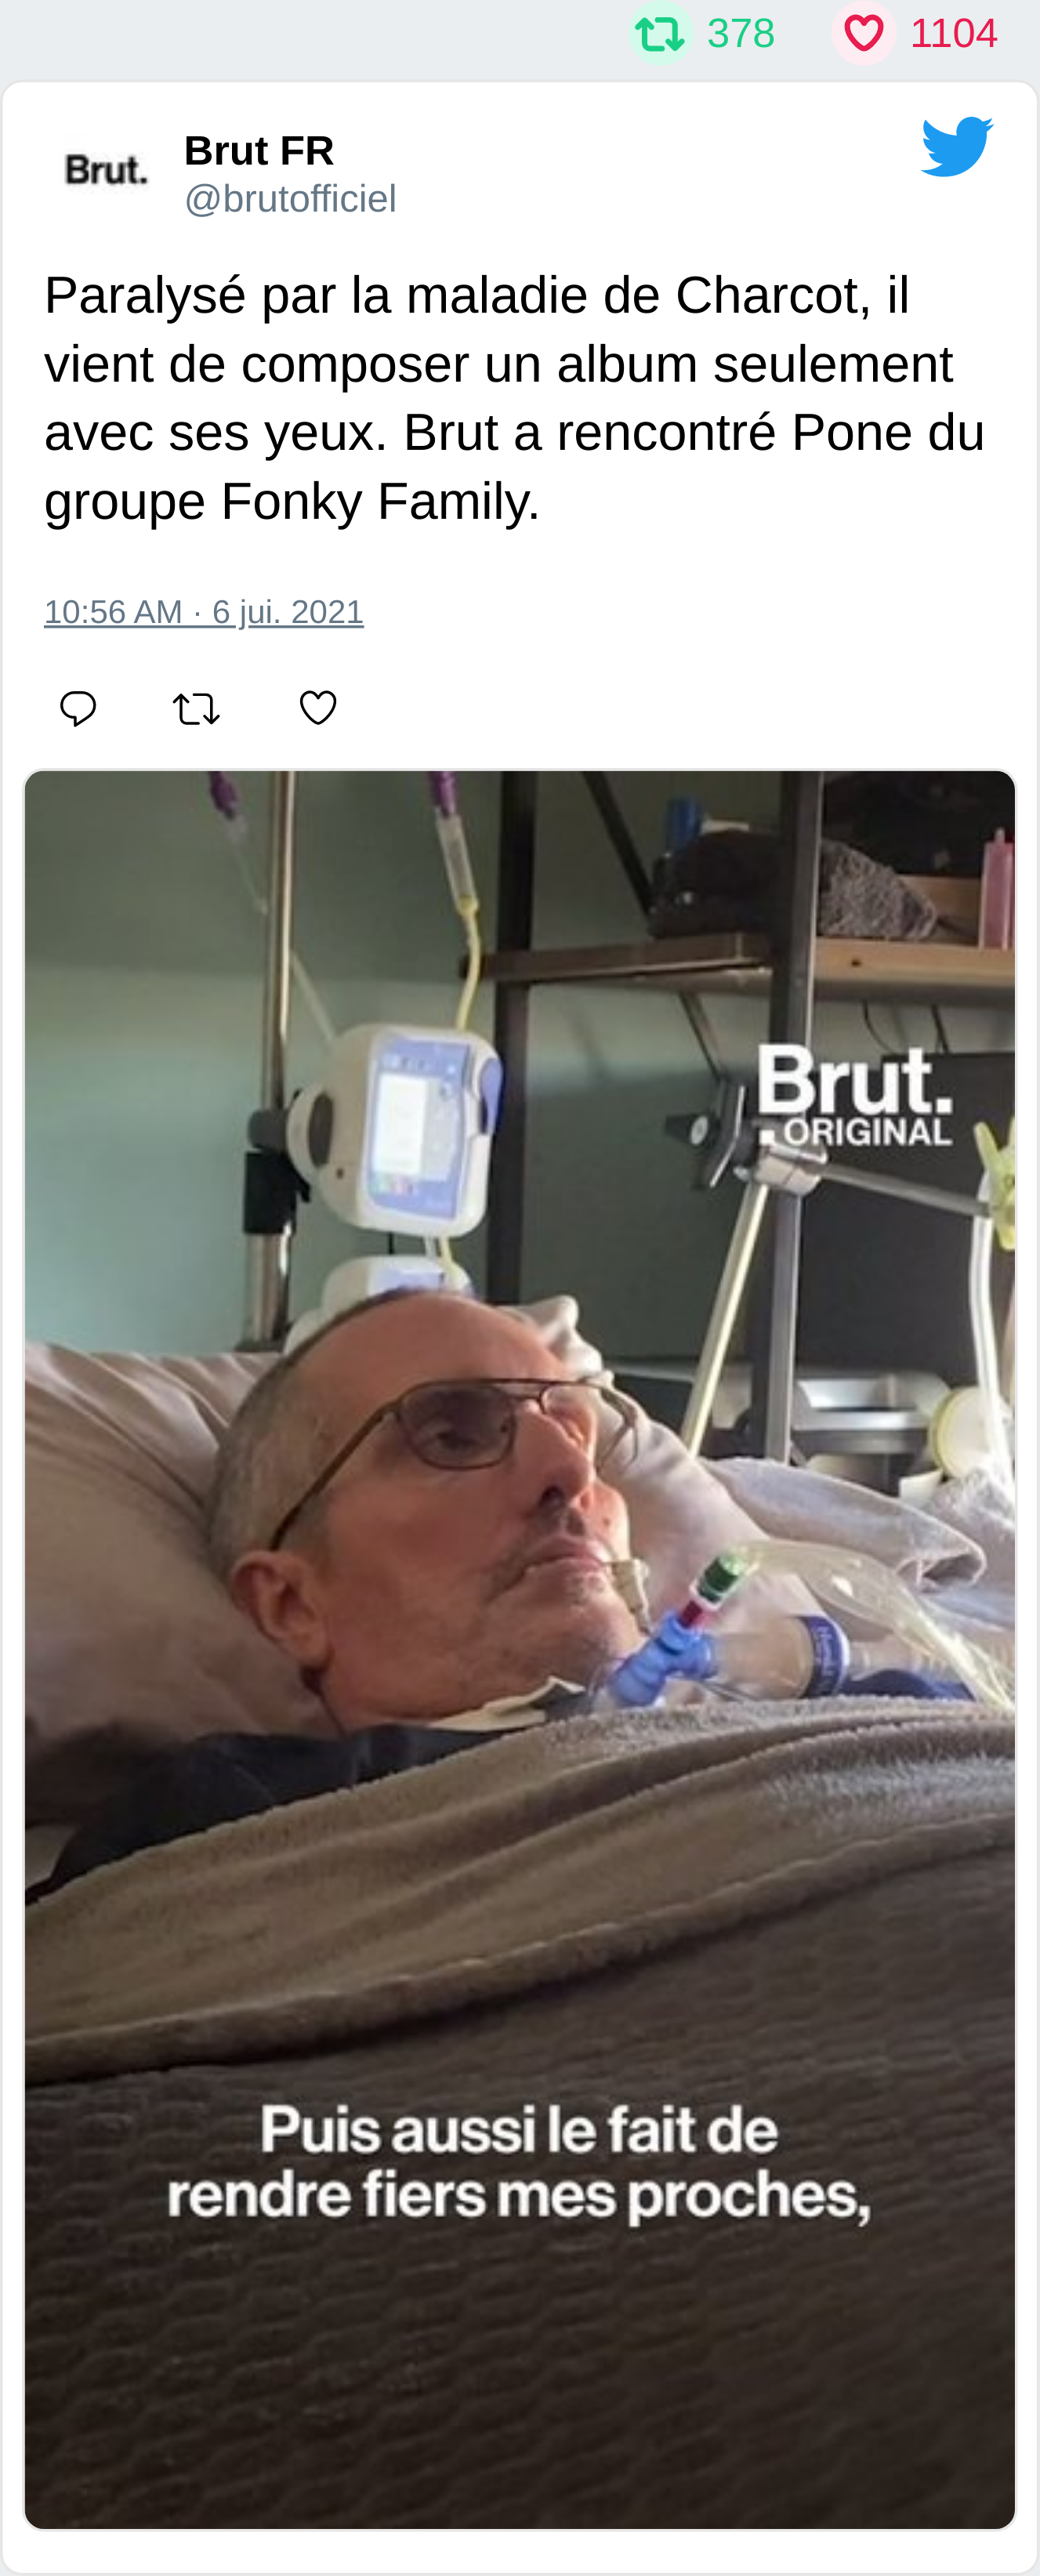 378 1104
Brut.
Brut FR
@brutofficiel
Paralysé par la maladie de Charcot, il
vient de composer un album seulement
avec ses yeux. Brut a rencontré Pone du
groupe Fonky Family.
10:56 AM · 6 jui. 2021
Brut.
ORIGINAL
Puis aussi le fait de
rendre fiers mes proches,